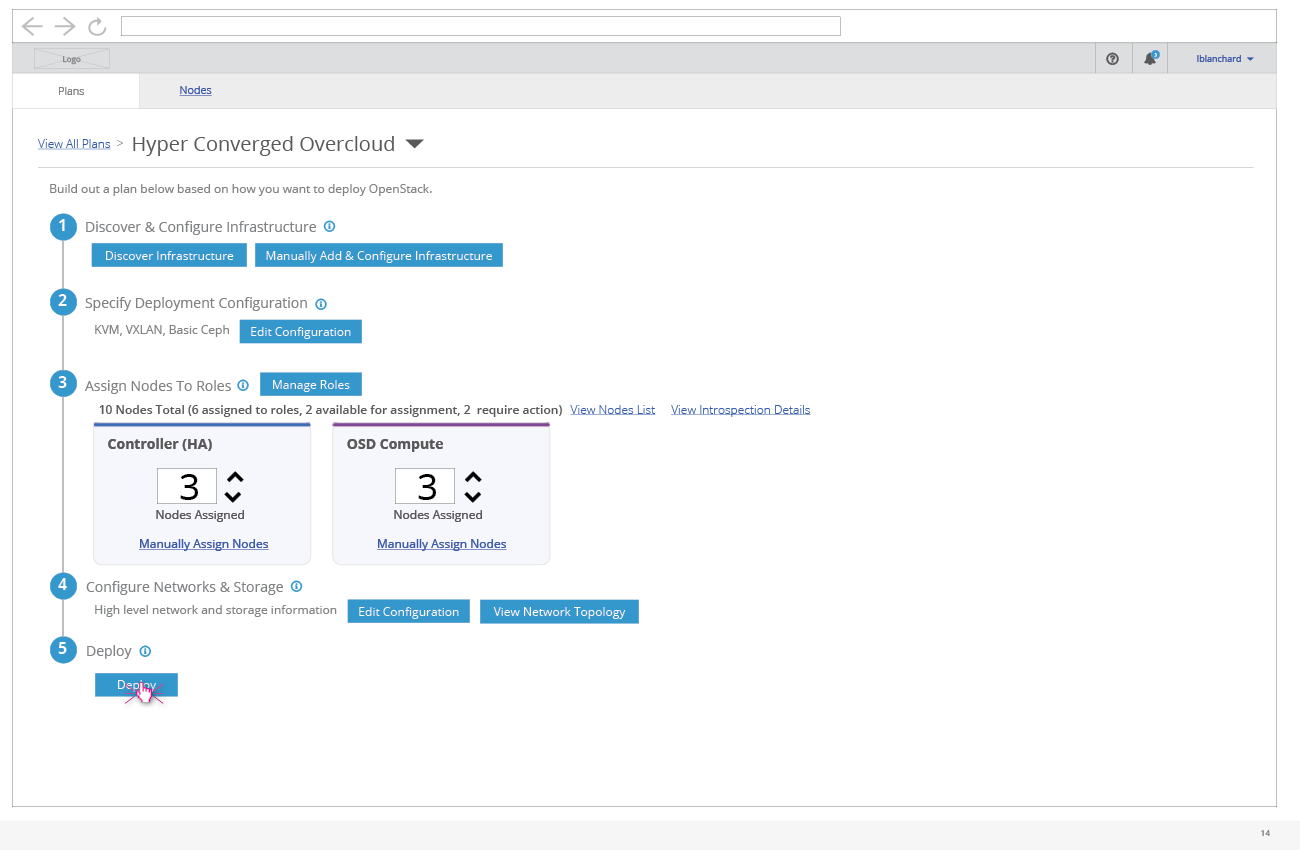 Logo
3
lblanchard
Plans
Nodes
View All Plans > Hyper Converged Overcloud
Build out a plan below based on how you want to deploy OpenStack.
1 Discover & Configure Infrastructure
Discover Infrastructure
Manually Add & Configure Infrastructure
2 Specify Deployment Configuration
KVM, VXLAN, Basic Ceph
Edit Configuration
3 Assign Nodes To Roles
Manage Roles
10 Nodes Total (6 assigned to roles, 2 available for assignment, 2 require action)
View Nodes List
View Introspection Details
Controller (HA)
3
Nodes Assigned
Manually Assign Nodes
OSD Compute
3
Nodes Assigned
Manually Assign Nodes
4 Configure Networks & Storage
High level network and storage information
Edit Configuration
View Network Topology
5 Deploy
Deploy
14